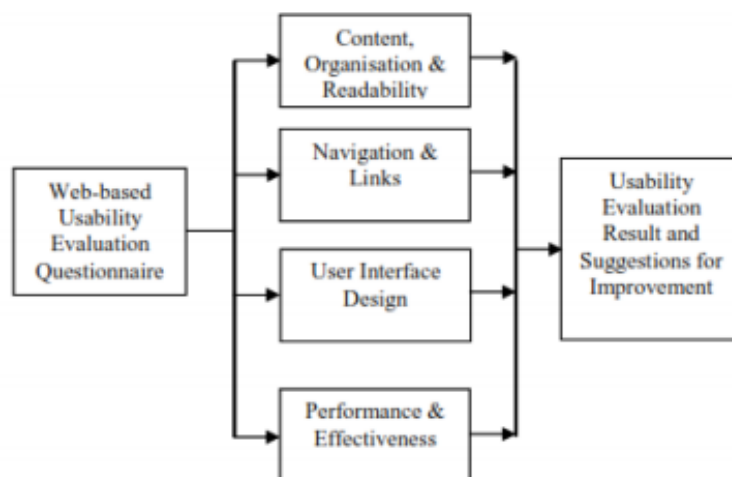 Content,
Organisation &
Readability
Navigation &
Links
Web-based
Usability
Evaluation
Questionnaire
User Interface
Design
Performance &
Effectiveness
Usability
Evaluation
Result and
Suggestions for
Improvement